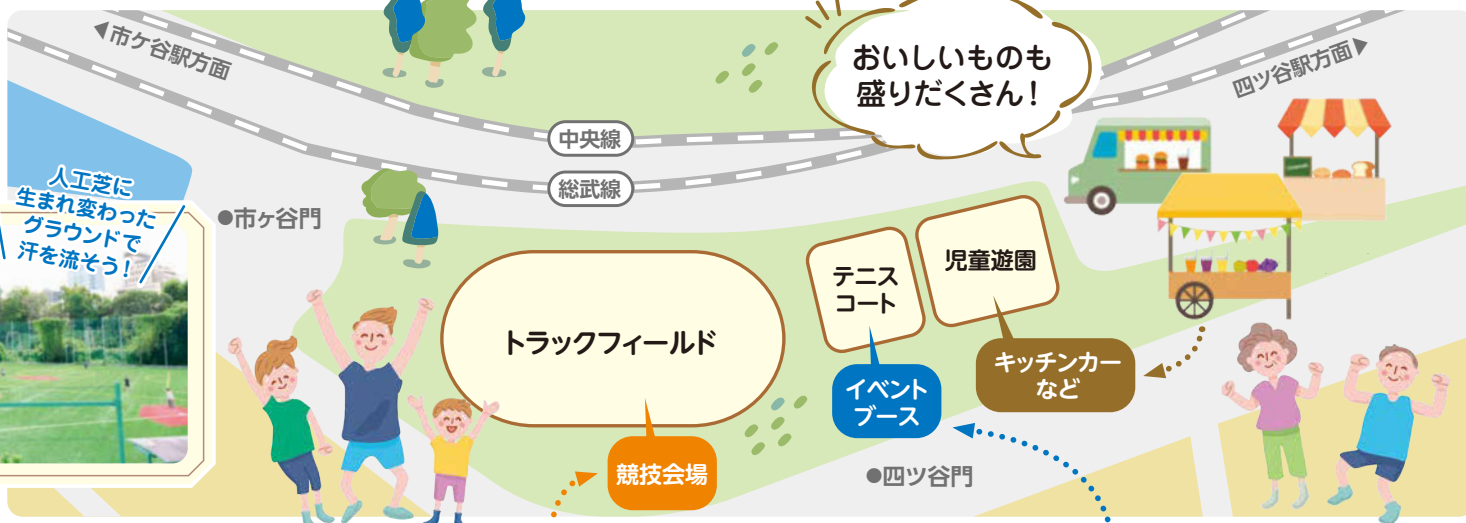 ◀市ケ谷駅方面
おいしいものも
盛りだくさん！
四ツ谷駅方面▶
中央線
総武線
人工芝に
生まれ変わった
グラウンドで
汗を流そう！
●市ヶ谷門
トラックフィールド
テニス
コート
児童遊園
キッチンカー
など
イベント
ブース
競技会場
●四ツ谷門